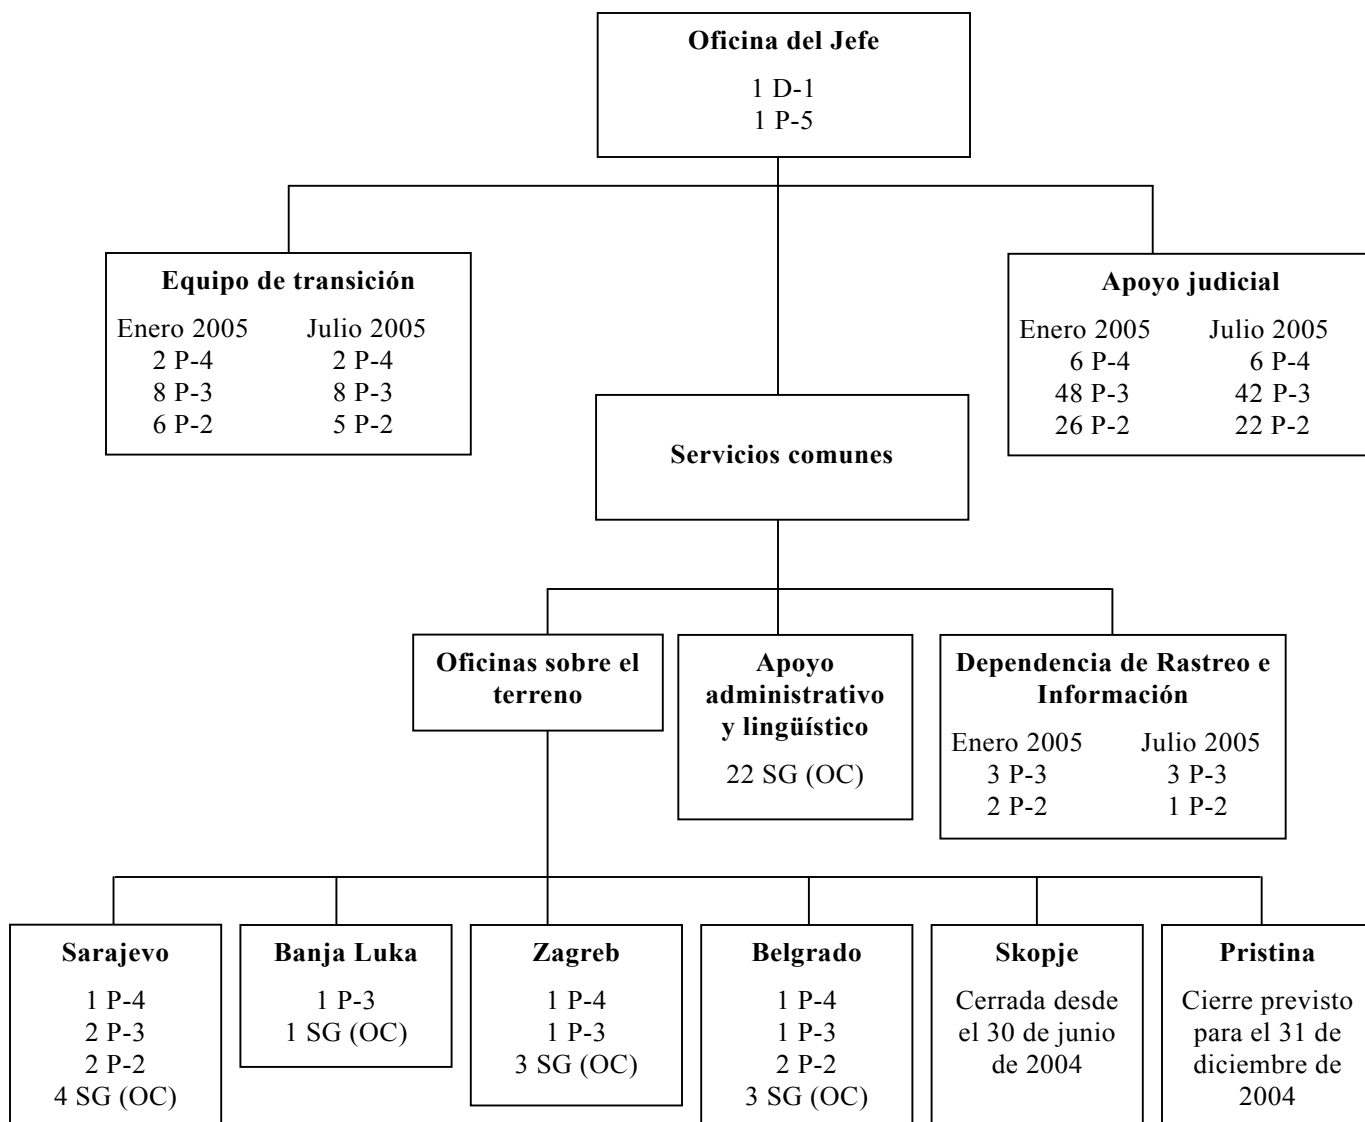 Oficina del Jefe
1 D-1
1 P-5
Equipo de transición
Enero 2005 Julio 2005
2 P-4 2 P-4
8 P-3 8 P-3
6 P-2 5 P-2
Apoyo judicial
Enero 2005 Julio 2005
6 P-4 6 P-4
48 P-3 42 P-3
26 P-2 22 P-2
Servicios comunes
Oficinas sobre el
terreno
Apoyo
administrativo
y lingüístico
22 SG (OC)
Dependencia de Rastreo e
Información
Enero 2005 Julio 2005
3 P-3 3 P-3
2 P-2 1 P-2
Sarajevo
1 P-4
2 P-3
2 P-2
4 SG (OC)
Banja Luka
1 P-3
1 SG (OC)
Zagreb
1 P-4
1 P-3
3 SG (OC)
Belgrado
1 P-4
1 P-3
2 P-2
3 SG (OC)
Skopje
Cerrada desde
el 30 de junio
de 2004
Pristina
Cierre previsto
para el 31 de
diciembre de
2004